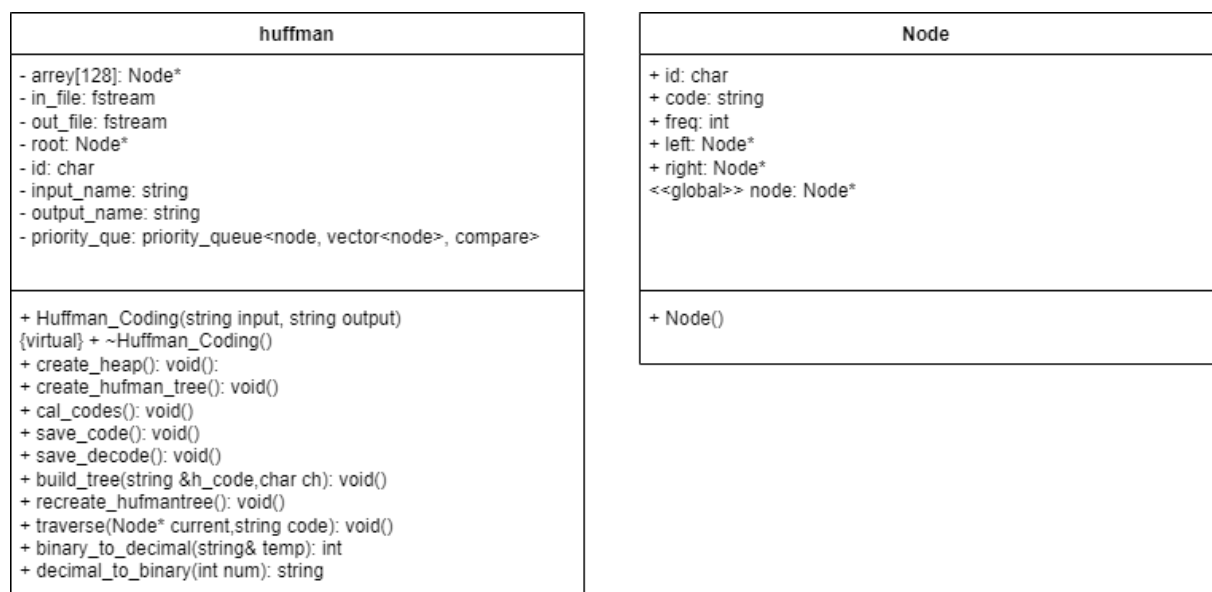 huffman
- arrey[128]: Node*
- in_file: fstream
- out_file: fstream
- root: Node*
- id: char
- input_name: string
- output_name: string
- priority_que: priority_queue<node, vector<node>, compare>
+ Huffman_Coding(string input, string output)
{virtual} + ~Huffman_Coding()
+ create_heap(): void():
+ create_hufman_tree(): void()
+ cal_codes(): void()
+ save_code(): void()
+ save_decode(): void()
+ build_tree(string &h_code,char ch): void()
+ recreate_hufmantree(): void()
+ traverse(Node* current,string code): void()
+ binary_to_decimal(string& temp): int
+ decimal_to_binary(int num): string
Node
+ id: char
+ code: string
+ freq: int
+ left: Node*
+ right: Node*
<<global>> node: Node*
+ Node()